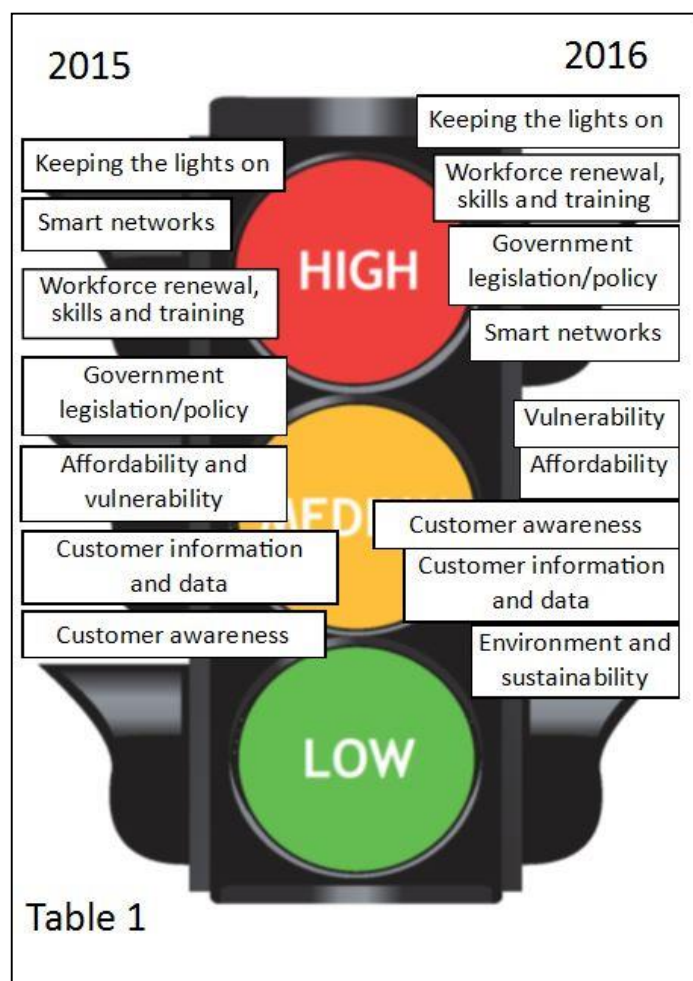 2015
2016
Keeping the lights on
Smart networks
Workforce renewal,
skills and training
Government
legislation/policy
Affordability and
vulnerability
Customer information
and data
Customer awareness
HIGH
LOW
Keeping the lights on
Workforce renewal,
skills and training
Government
legislation/policy
Smart networks
Vulnerability
Affordability
Customer awareness
Customer information
and data
Environment and
sustainability
Table 1